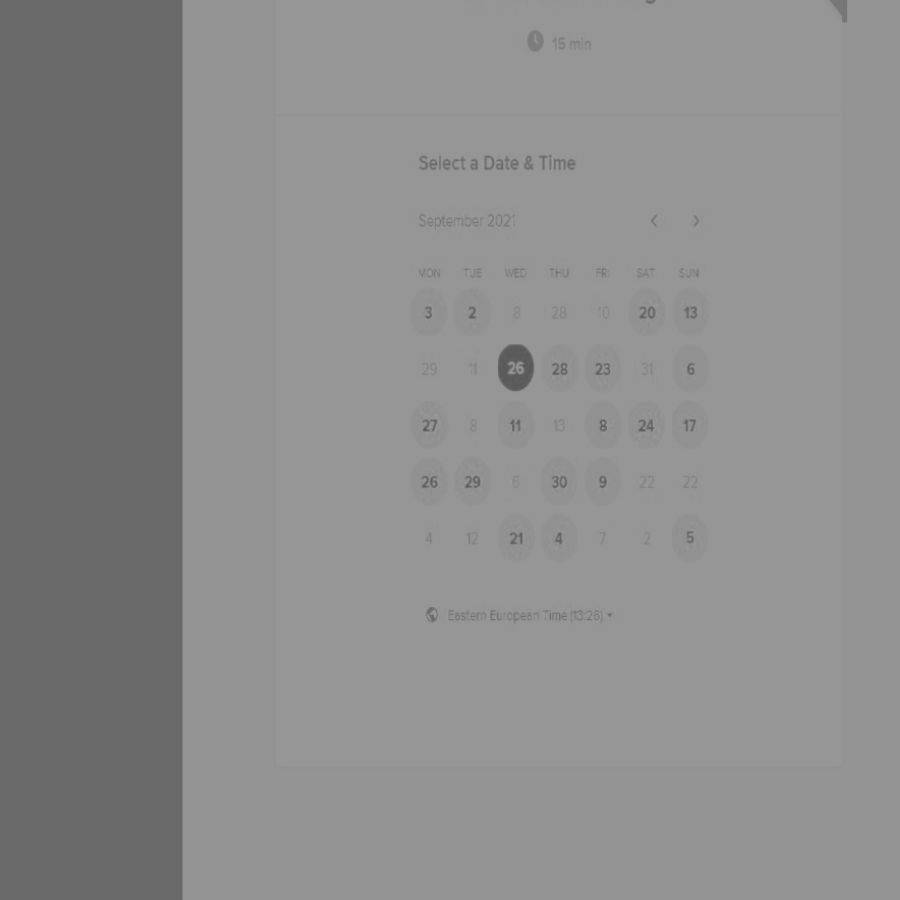 15 min
Select a Date & Time
September 2021
MON TUE WED THU FRI SAT SUN
3 2 8 28 10 20 13
29 11 26 28 23 31 6
27 8 11 13 8 24 17
26 29 6 30 9 22 22
4 12 21 4 7 2 5
Eastern European Time (13:26)